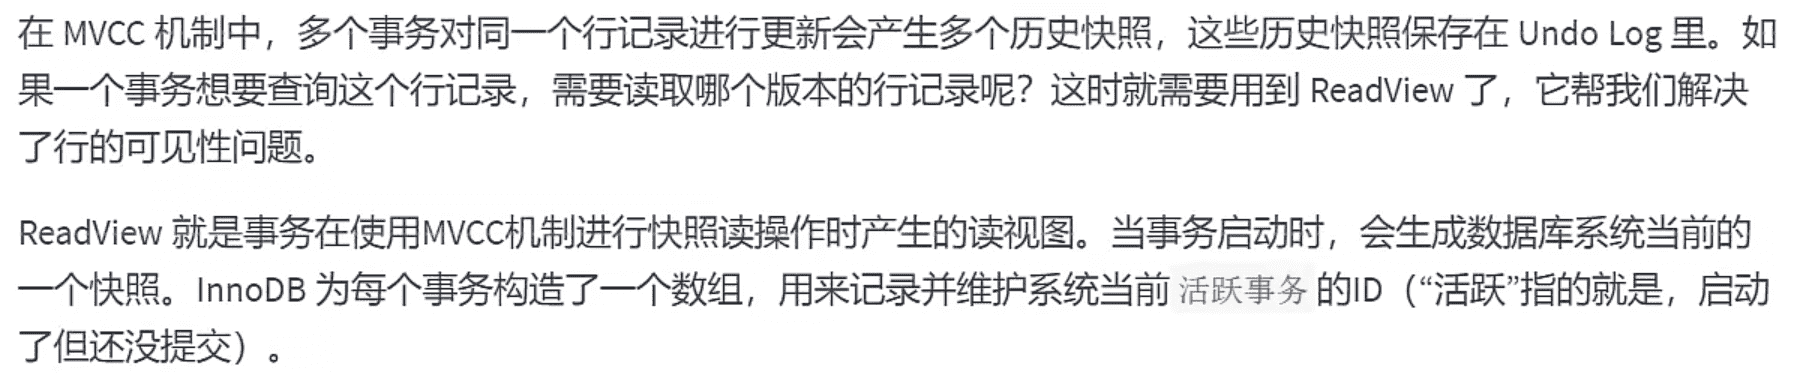 在 MVCC 机制中，多个事务对同一个行记录进行更新会产生多个历史快照，这些历史快照保存在 Undo Log 里。如
果一个事务想要查询这个行记录，需要读取哪个版本的行记录呢？这时就需要用到 ReadView 了，它帮我们解决
了行的可见性问题。
ReadView 就是事务在使用MVCC机制进行快照读操作时产生的读视图。当事务启动时，会生成数据库系统当前的
一个快照。InnoDB 为每个事务构造了一个数组，用来记录并维护系统当前 活跃事务 的ID（“活跃”指的就是，启动
了但还没提交）。